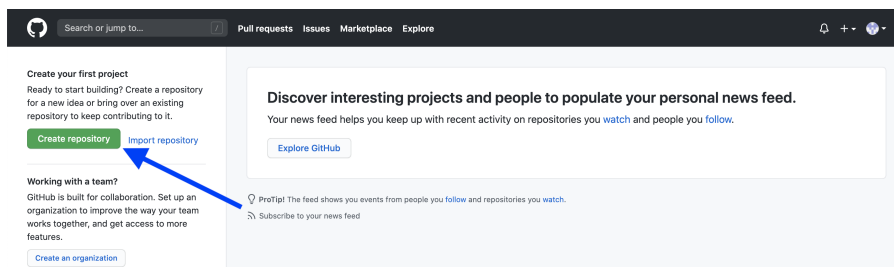 Search or jump to...
/
Pull requests Issues Marketplace Explore
Create your first project
Ready to start building? Create a repository
for a new idea or bring over an existing
repository to keep contributing to it.
Create repository
Import repository
Working with a team?
GitHub is built for collaboration. Set up an
organization to improve the way your team
works together, and get access to more
features.
Create an organization
Discover interesting projects and people to populate your personal news feed.
Your news feed helps you keep up with recent activity on repositories you watch and people you follow.
Explore GitHub
ProTip! The feed shows you events from people you follow and repositories you watch.
Subscribe to your news feed